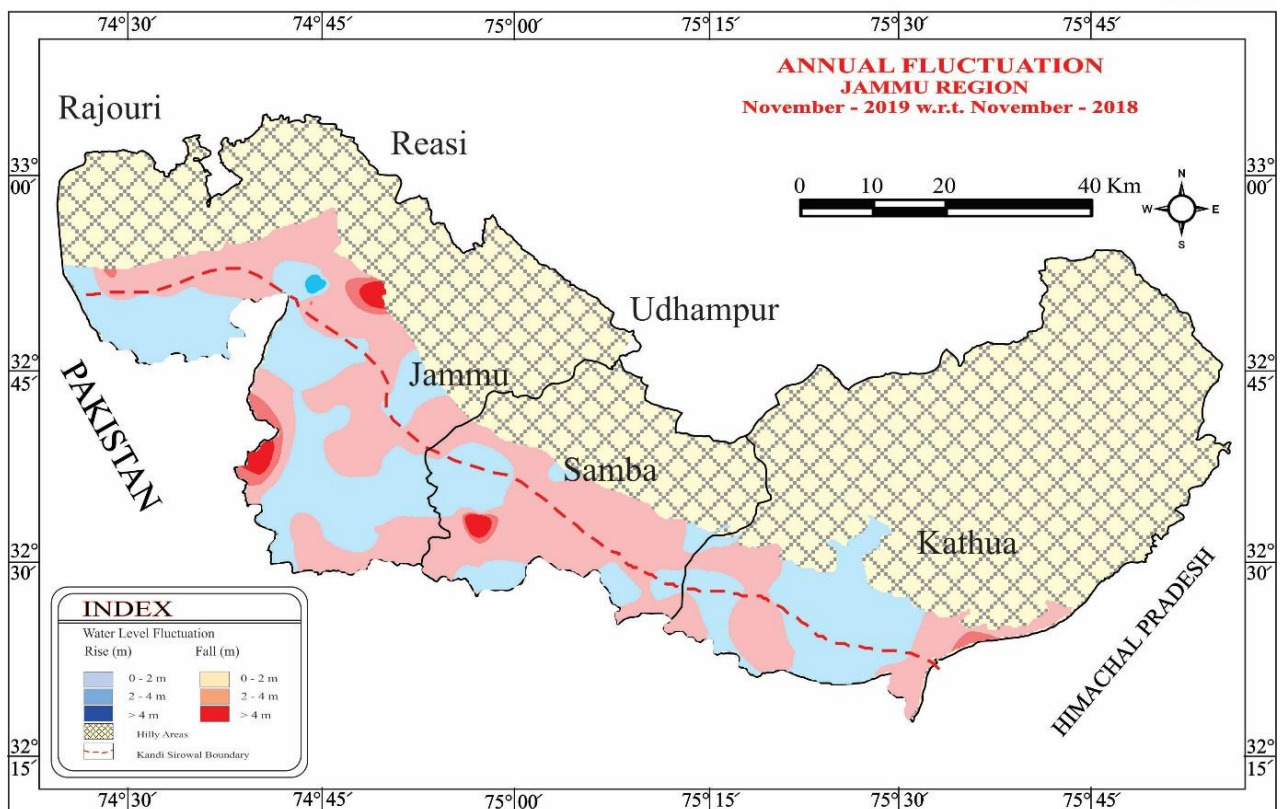 74°30´ 74°45´ 75°00´ 75°15´ 75°30´ 75°45´
ANNUAL FLUCTUATION
JAMMU REGION
November - 2019 w.r.t. November - 2018
Rajouri
Reasi
33°
00´
33°
00´
0 10 20 40 Km
N
W E
S
Udhampur
32°
45´
32°
45´
Jammu
PAKISTAN
Samba
Kathua
32°
30´
32°
30´
HIMACHAL PRADESH
INDEX
Water Level Fluctuation
Rise (m) Fall (m)
0 - 2 m 0 - 2 m
2 - 4 m 2 - 4 m
> 4 m > 4 m
Hilly Areas
Kandi Sirowal Boundary
32°
15´
32°
15´
74°30´ 74°45´ 75°00´ 75°15´ 75°30´ 75°45´